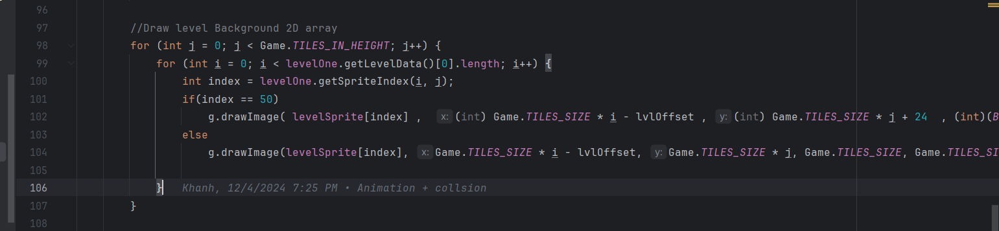 96
97 //Draw level Background 2D array
98 for (int j = 0; j < Game.TILES_IN_HEIGHT; j++) {
99 for (int i = 0; i < levelOne.getLevelData()[0].length; i++) {
100 int index = levelOne.getSpriteIndex(i, j);
101 if(index == 50)
102 g.drawImage( levelSprite[index] , x: (int) Game.TILES_SIZE * i - lvlOffset , y: (int) Game.TILES_SIZE * j + 24 , (int)(B
103 else
104 g.drawImage(levelSprite[index], x: Game.TILES_SIZE * i - lvlOffset, y: Game.TILES_SIZE * j, Game.TILES_SIZE, Game.TILES_SI
105
106 } Khanh, 12/4/2024 7:25 PM • Animation + collsion
107 }
108